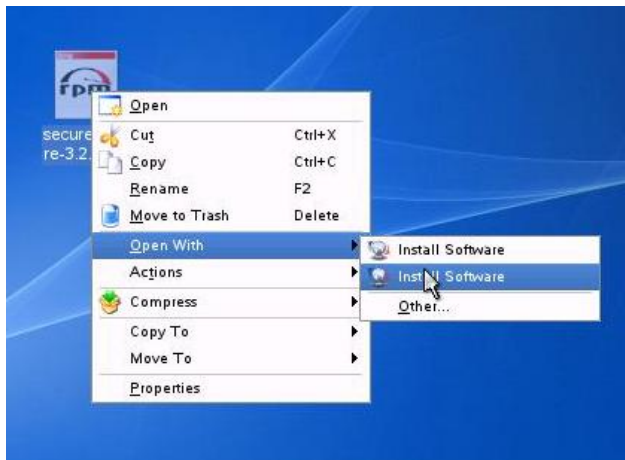 rpm
secure
re-3.2.
Open
Cut Ctrl+X
Copy Ctrl+C
Rename F2
Move to Trash Delete
Open With
Actions
Compress
Copy To
Move To
Properties
Install Software
Install Software
Other...